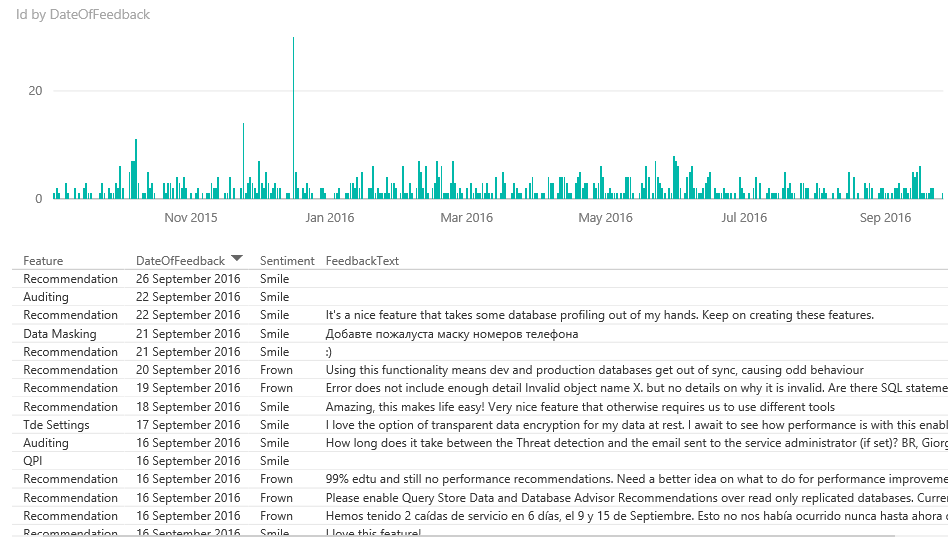 Id by DateOfFeedback
20
0
Nov 2015 Jan 2016 Mar 2016 May 2016 Jul 2016 Sep 2016
Feature DateOfFeedback Sentiment FeedbackText
Recommendation 26 September 2016 Smile
Auditing 22 September 2016 Smile
Recommendation 22 September 2016 Smile It's a nice feature that takes some database profiling out of my hands. Keep on creating these features.
Data Masking 21 September 2016 Smile Добавте пожалуста маску номеров телефона
Recommendation 21 September 2016 Smile :)
Recommendation 20 September 2016 Frown Using this functionality means dev and production databases get out of sync, causing odd behaviour
Recommendation 19 September 2016 Frown Error does not include enough detail Invalid object name X. but no details on why it is invalid. Are there SQL stateme
Recommendation 18 September 2016 Smile Amazing, this makes life easy! Very nice feature that otherwise requires us to use different tools
Tde Settings 17 September 2016 Smile I love the option of transparent data encryption for my data at rest. I await to see how performance is with this enabl
Auditing 16 September 2016 Smile How long does it take between the Threat detection and the email sent to the service administrator (if set)? BR, Giorg
QPI 16 September 2016 Smile
Recommendation 16 September 2016 Frown 99% edtu and still no performance recommendations. Need a better idea on what to do for performance improveme
Recommendation 16 September 2016 Frown Please enable Query Store Data and Database Advisor Recommendations over read only replicated databases. Curren
Recommendation 16 September 2016 Frown Hemos tenido 2 caídas de servicio en 6 días, el 9 y 15 de Septiembre. Esto no nos había ocurrido nunca hasta ahora
Recommendation 16 September 2016 Smile I love this feature!